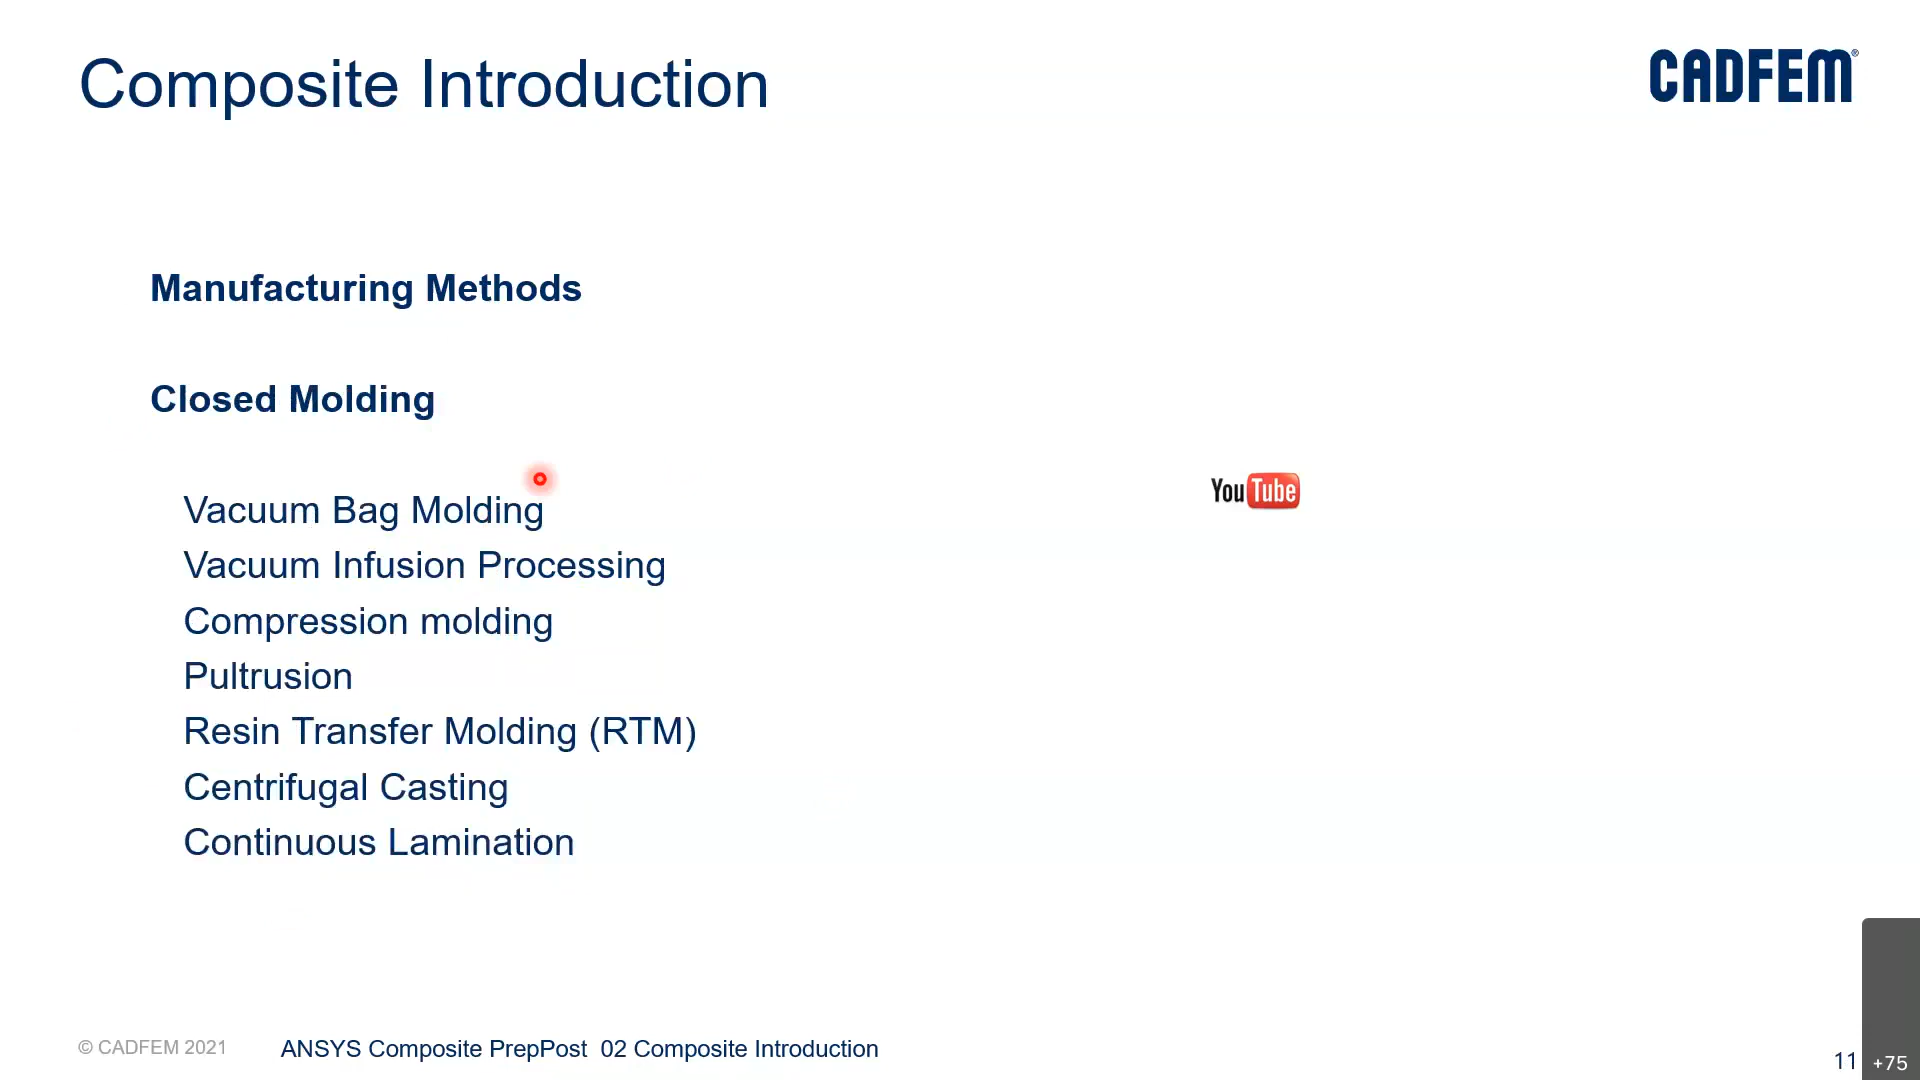 Composite Introduction
CADFEM®
Manufacturing Methods
Closed Molding
Vacuum Bag Molding
YouTube
Vacuum Infusion Processing
Compression molding
Pultrusion
Resin Transfer Molding (RTM)
Centrifugal Casting
Continuous Lamination
© CADFEM 2021
ANSYS Composite PrepPost 02 Composite Introduction
11
+75